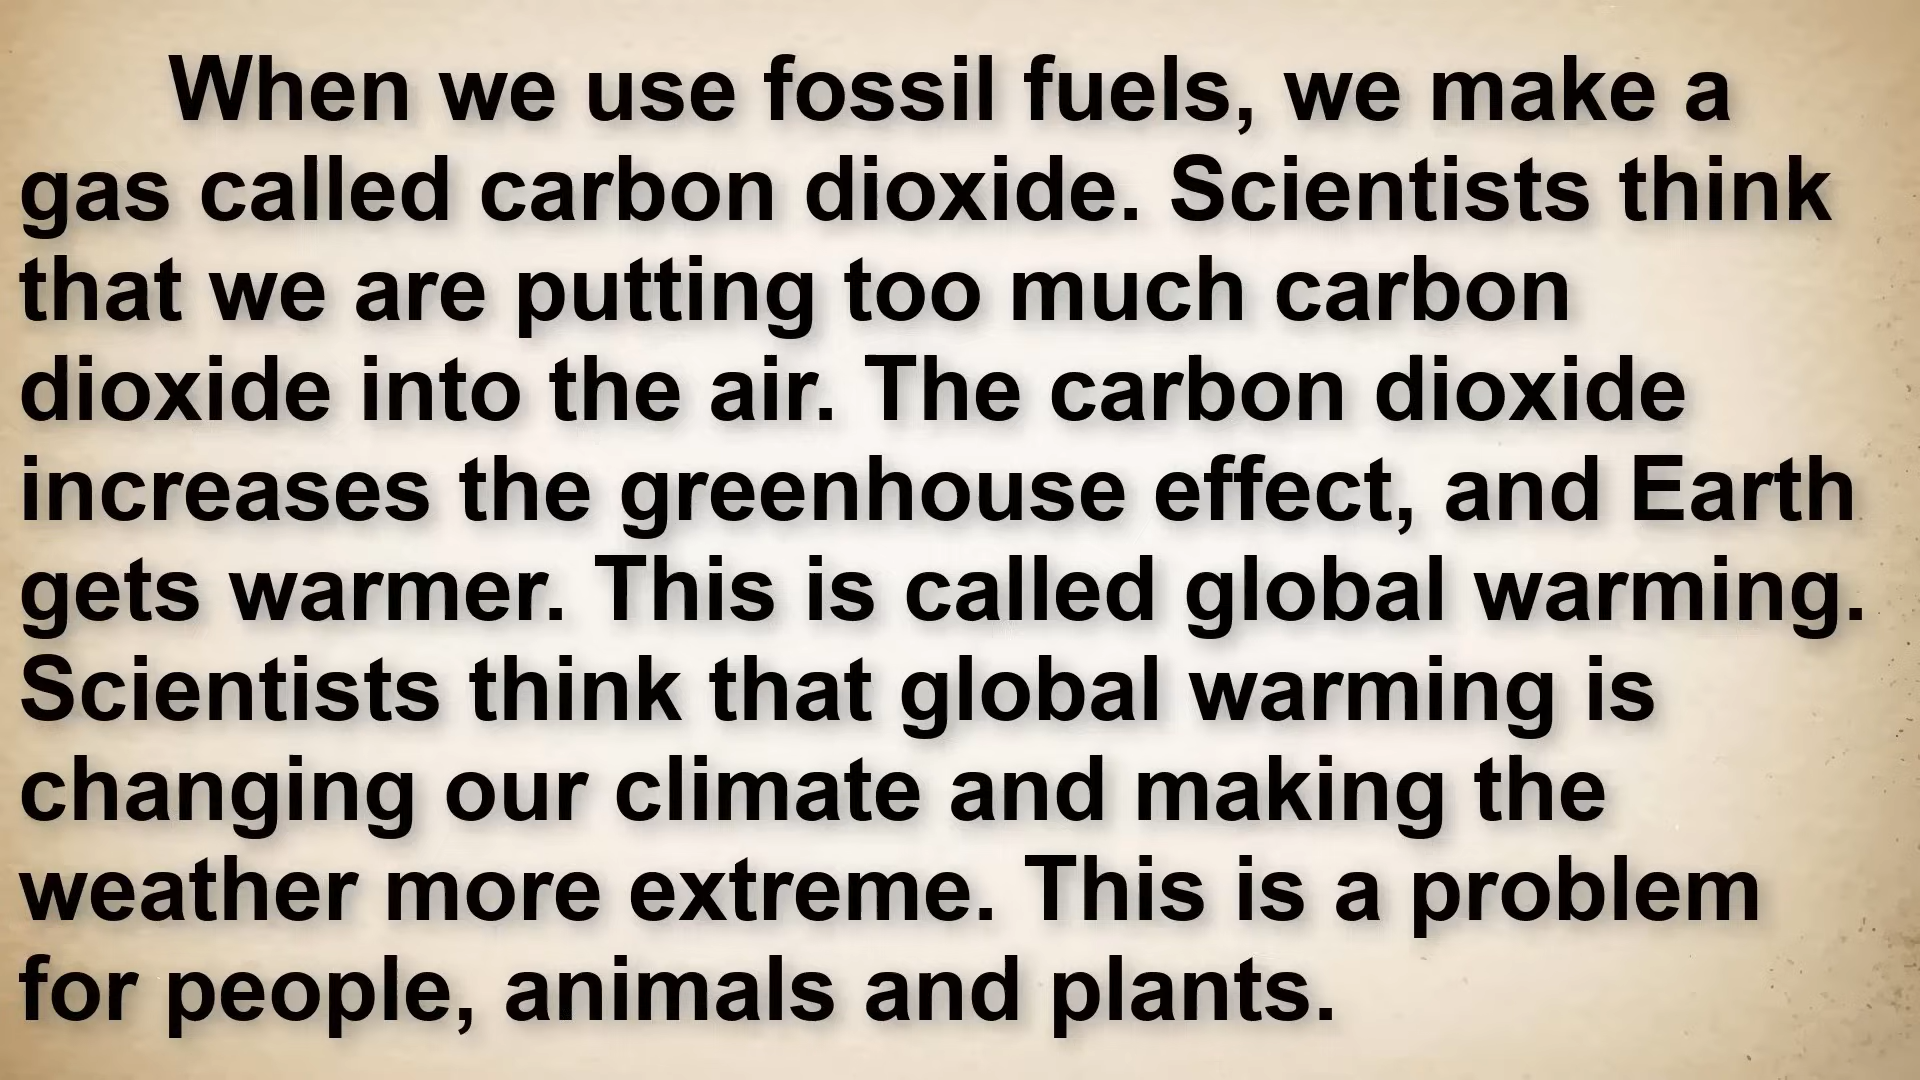 When we use fossil fuels, we make a
gas called carbon dioxide. Scientists think
that we are putting too much carbon
dioxide into the air. The carbon dioxide
increases the greenhouse effect, and Earth
gets warmer. This is called global warming.
Scientists think that global warming is
changing our climate and making the
weather more extreme. This is a problem
for people, animals and plants.